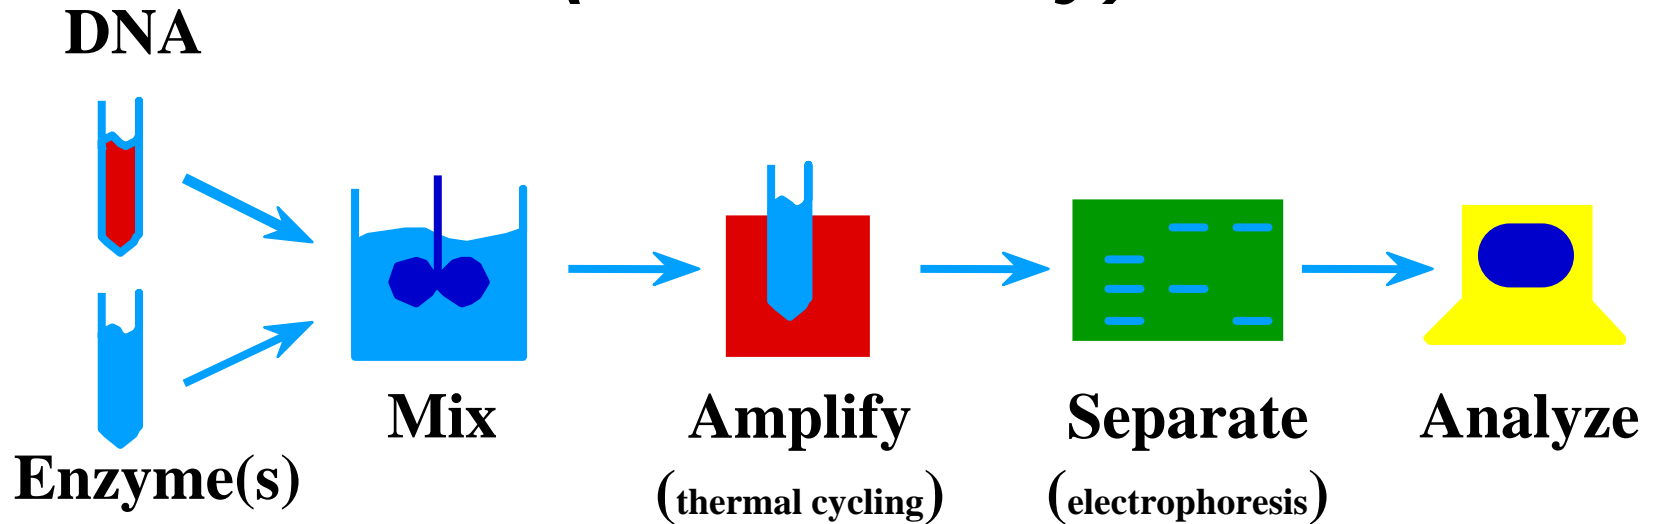 DNA
Enzyme(s)
Mix
Amplify
(thermal cycling)
Separate
(electrophoresis)
Analyze